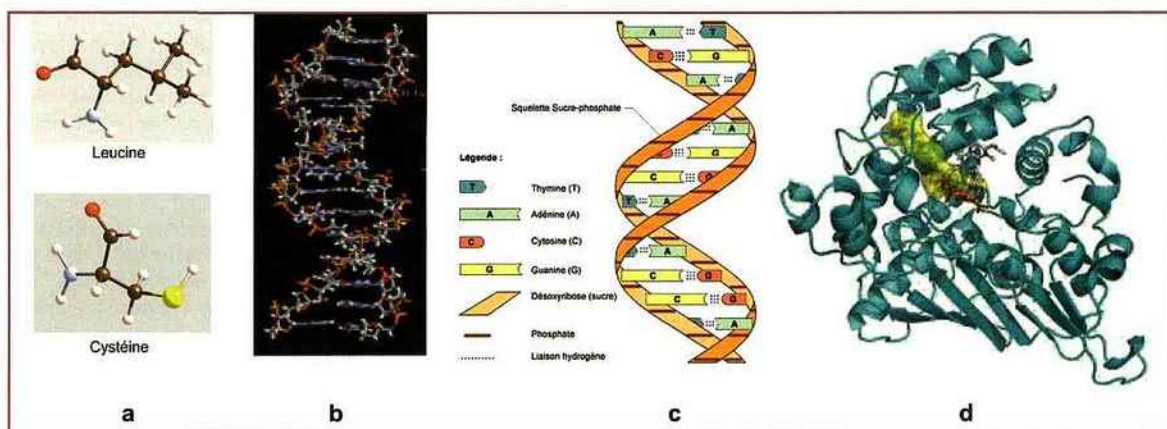 Leucine
Cystéine
A T
C G
A
Squelette Sucre-phosphate
A
G
C G
T A
A
C G
C G
A
Légende :
T Thymine (T)
A Adénine (A)
C Cytosine (C)
G Guanine (G)
Désoxyribose (sucre)
Phosphate
Liaison hydrogène
a b c d